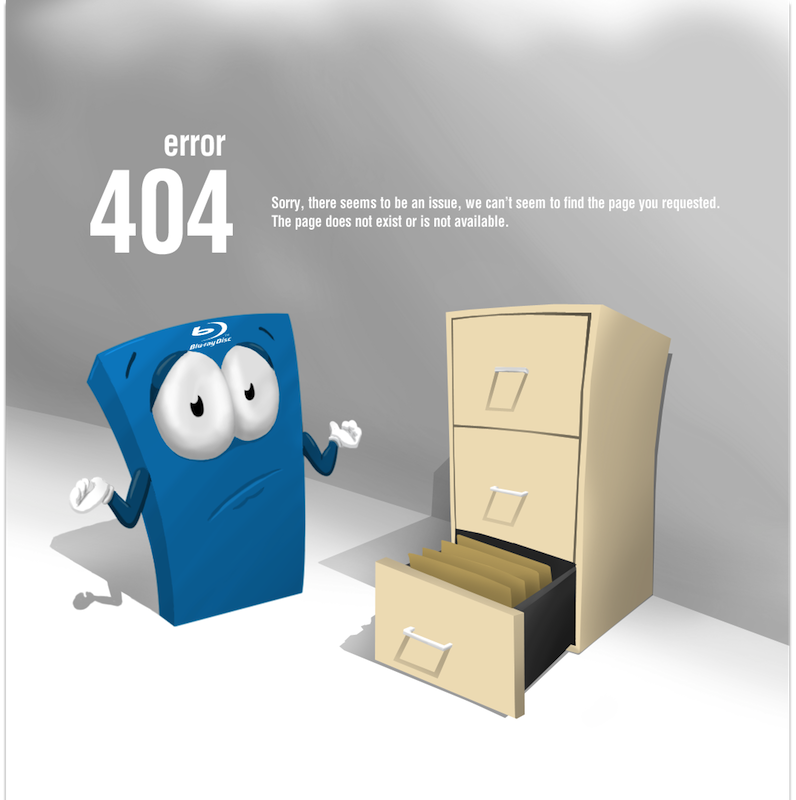 error
404
Sorry, there seems to be an issue, we can't seem to find the page you requested.
The page does not exist or is not available.
Blu-ray Disc